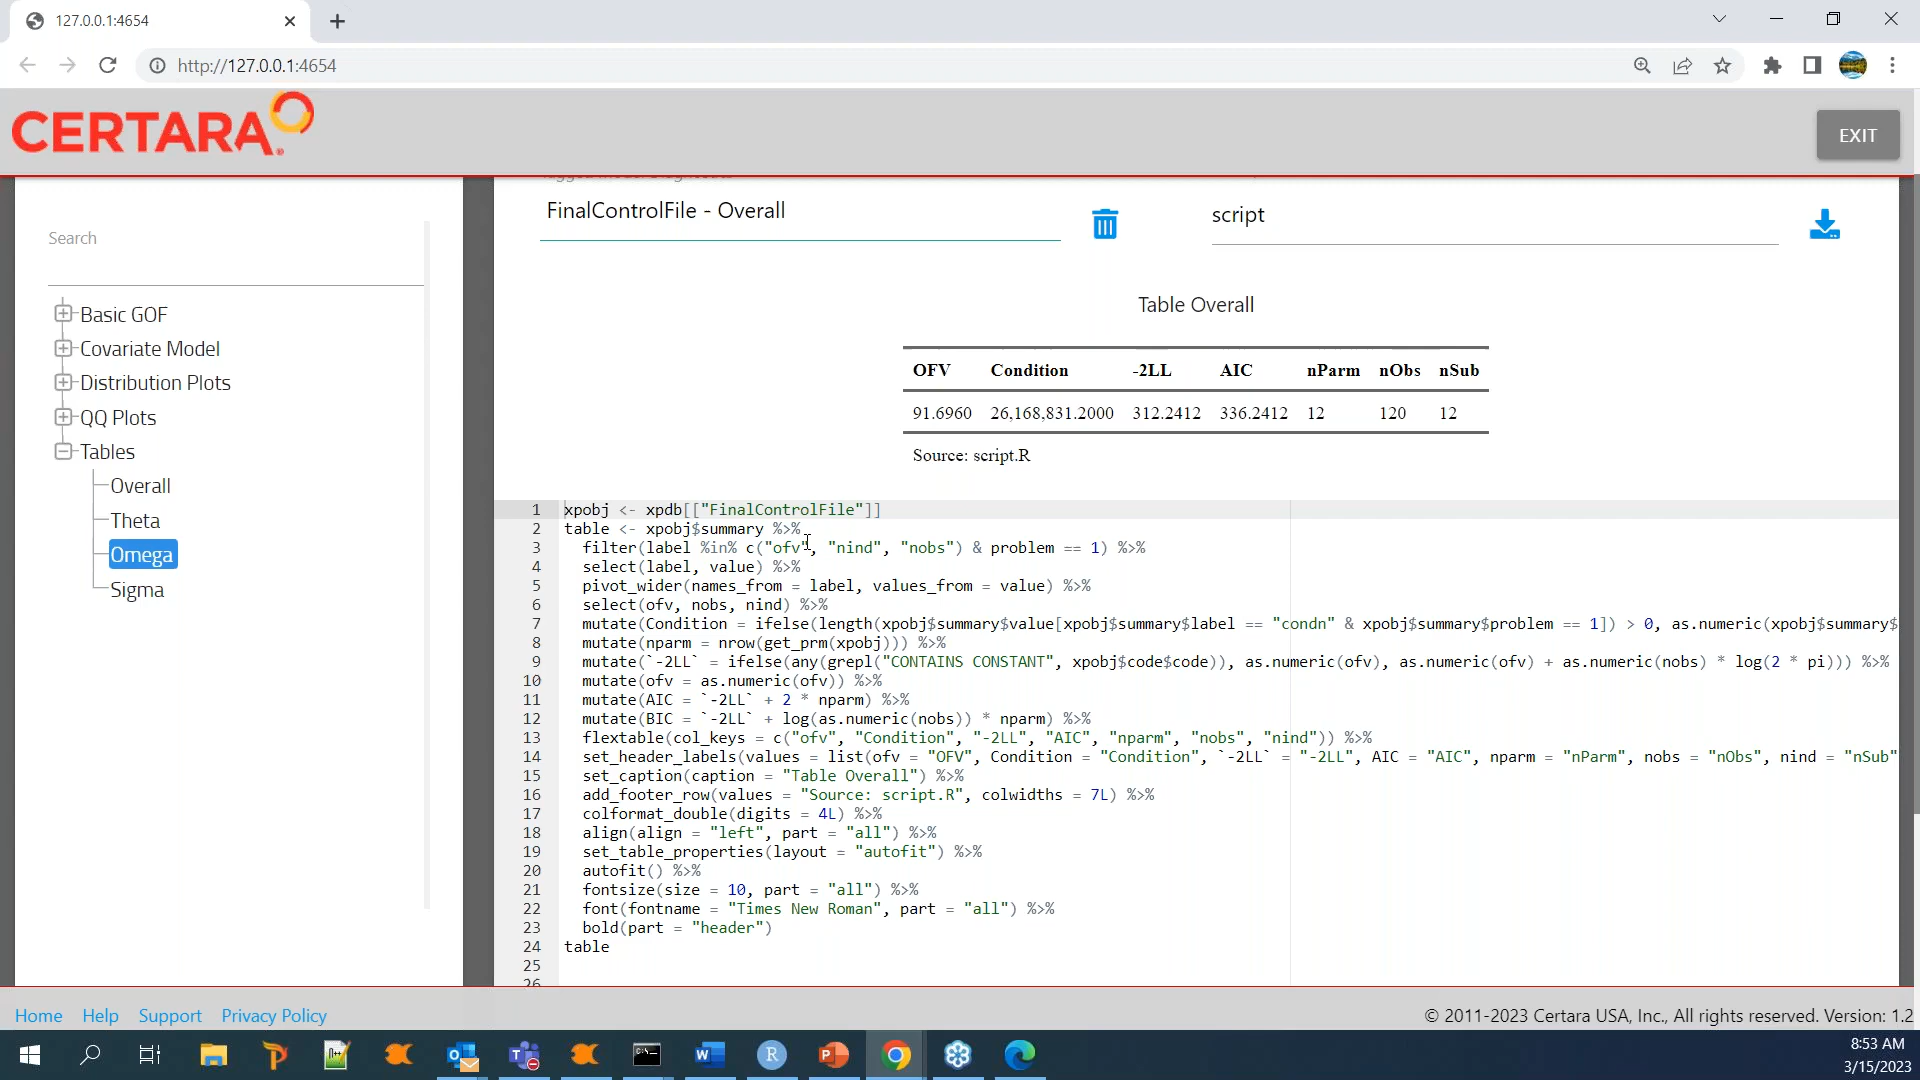 127.0.0.1:4654
http://127.0.0.1:4654
CERTARA
EXIT
Search
Basic GOF
Covariate Model
Distribution Plots
QQ Plots
Tables
Overall
Theta
Omega
Sigma
FinalControlFile - Overall
script
Table Overall
OFV Condition -2LL AIC nParm nObs nSub
91.6960 26,168,831.2000 312.2412 336.2412 12 120 12
Source: script.R
1 xpobj <- xpdb[["FinalControlFile"]]
2 table <- xpobj$summary %>%
3 filter(label %in% c("ofv", "nind", "nobs") & problem == 1) %>%
4 select(label, value) %>%
5 pivot_wider(names_from = label, values_from = value) %>%
6 select(ofv, nobs, nind) %>%
7 mutate(Condition = ifelse(length(xpobj$summary$value[xpobj$summary$label == "condn" & xpobj$summary$problem == 1]) > 0, as.numeric(xpobj$summary$
8 mutate(nparm = nrow(get_prm(xpobj))) %>%
9 mutate(`-2LL` = ifelse(any(grepl("CONTAINS CONSTANT", xpobj$code$code)), as.numeric(ofv), as.numeric(ofv) + as.numeric(nobs) * log(2 * pi))) %>%
10 mutate(ofv = as.numeric(ofv)) %>%
11 mutate(AIC = `-2LL` + 2 * nparm) %>%
12 mutate(BIC = `-2LL` + log(as.numeric(nobs)) * nparm) %>%
13 flextable(col_keys = c("ofv", "Condition", "-2LL", "AIC", "nparm", "nobs", "nind")) %>%
14 set_header_labels(values = list(ofv = "OFV", Condition = "Condition", `-2LL` = "-2LL", AIC = "AIC", nparm = "nParm", nobs = "nObs", nind = "nSub"
15 set_caption(caption = "Table Overall") %>%
16 add_footer_row(values = "Source: script.R", colwidths = 7L) %>%
17 colformat_double(digits = 4L) %>%
18 align(align = "left", part = "all") %>%
19 set_table_properties(layout = "autofit") %>%
20 autofit() %>%
21 fontsize(size = 10, part = "all") %>%
22 font(fontname = "Times New Roman", part = "all") %>%
23 bold(part = "header")
24 table
25
26
Home Help Support Privacy Policy
© 2011-2023 Certara USA, Inc., All rights reserved. Version: 1.2
8:53 AM
3/15/2023